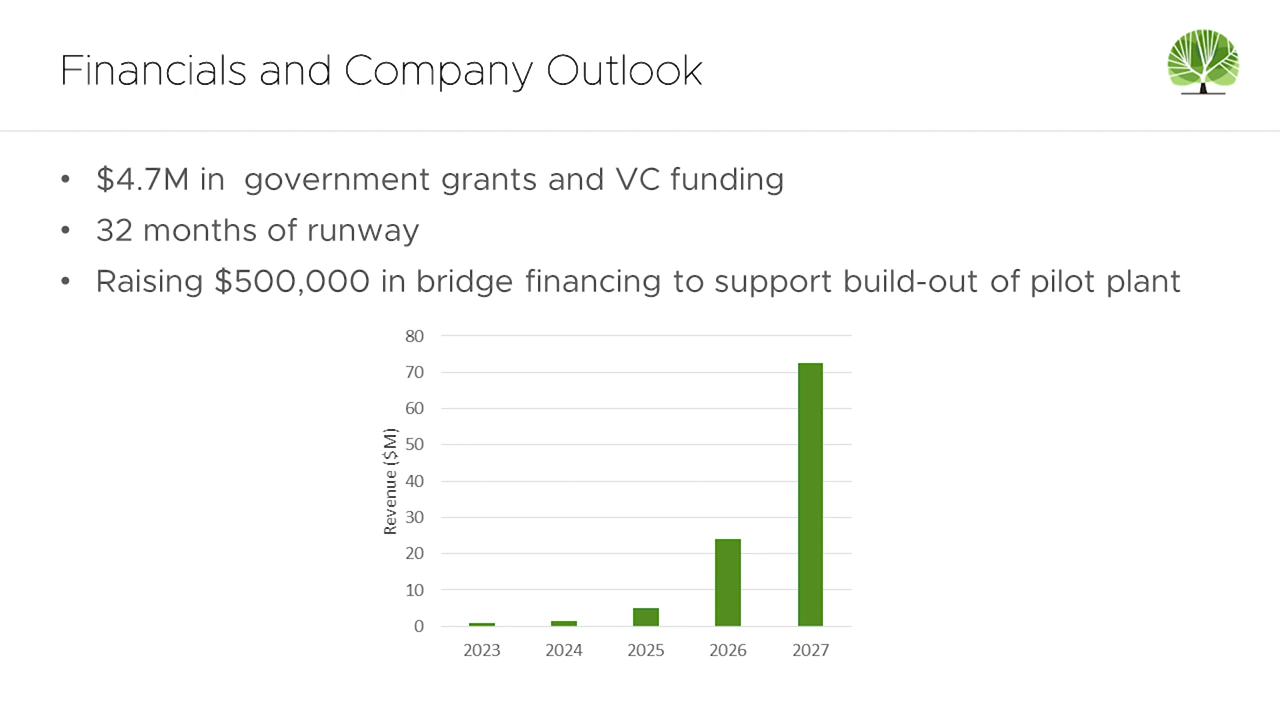 Financials and Company Outlook
• $4.7M in  government grants and VC funding
• 32 months of runway
• Raising $500,000 in bridge financing to support build-out of pilot plant
Revenue ($M)
80
70
60
50
40
30
20
10
0
2023 2024 2025 2026 2027